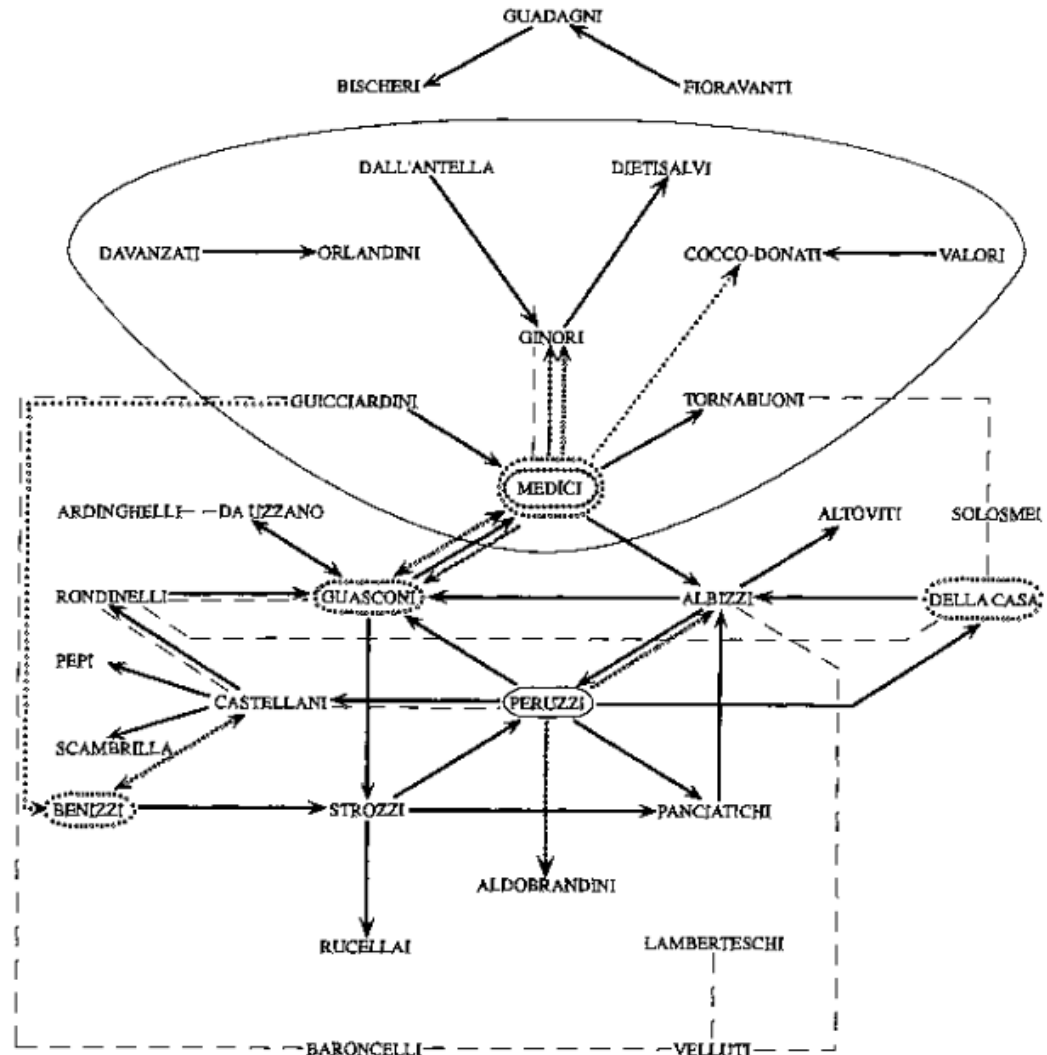 GUADAGNI
BISCHERI FIORAVANTI
DALL'ANTELLA DIETISALVI
DAVANZATI ORLANDINI COCCO-DONATI VALORI
GINORI
GUICCIARDINI TORNABUONI
MEDICI
ARDINGHELLI DA UZZANO ALTOVITI SOLOSMEI
RONDINELLI GUASCONI ALBIZZI DELLA CASA
PEPI
CASTELLANI PERUZZI
SCAMBRILLA
BENIZZI STROZZI PANCIATICHI
ALDOBRANDINI
RUCELLAI LAMBERTESCHI
BARONCELLI VELLUTI